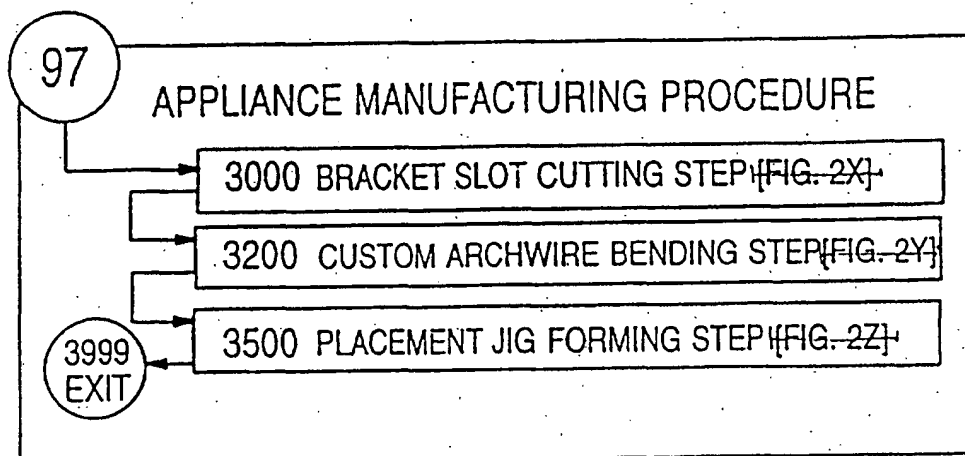 97
APPLIANCE MANUFACTURING PROCEDURE
3000 BRACKET SLOT CUTTING STEP [FIG. 2X]
3200 CUSTOM ARCHWIRE BENDING STEP [FIG. 2Y]
3500 PLACEMENT JIG FORMING STEP [FIG. 2Z]
3999
EXIT